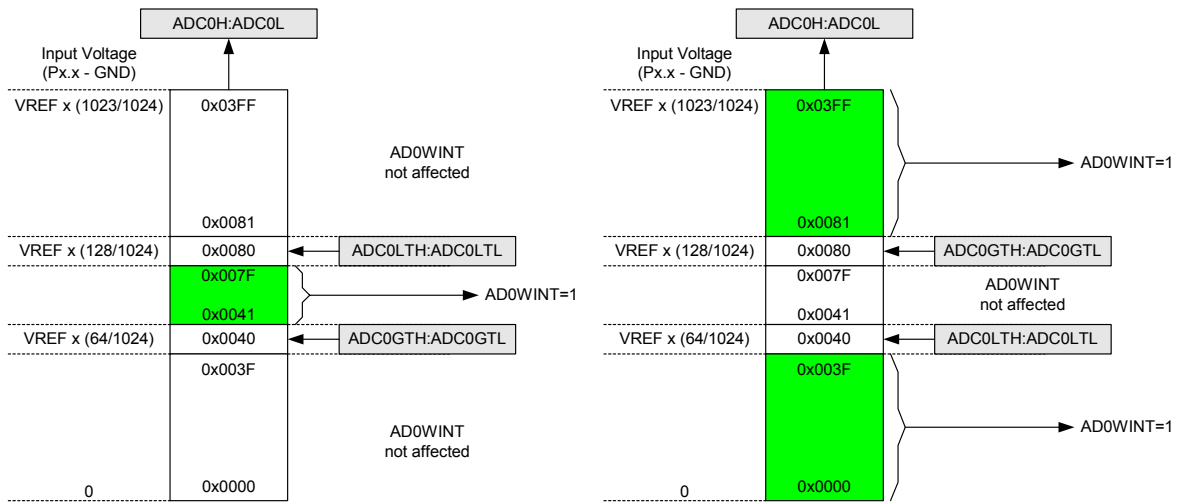 ADC0H:ADC0L
Input Voltage
(Px.x - GND)
VREF x (1023/1024)
0x03FF
AD0WINT
not affected
0x0081
VREF x (128/1024)
0x0080
ADC0LTH:ADC0LTL
0x007F
AD0WINT=1
0x0041
VREF x (64/1024)
0x0040
ADC0GTH:ADC0GTL
0x003F
AD0WINT
not affected
0
0x0000
ADC0H:ADC0L
Input Voltage
(Px.x - GND)
VREF x (1023/1024)
0x03FF
AD0WINT=1
0x0081
VREF x (128/1024)
0x0080
ADC0GTH:ADC0GTL
0x007F
AD0WINT
not affected
0x0041
VREF x (64/1024)
0x0040
ADC0LTH:ADC0LTL
0x003F
AD0WINT=1
0
0x0000